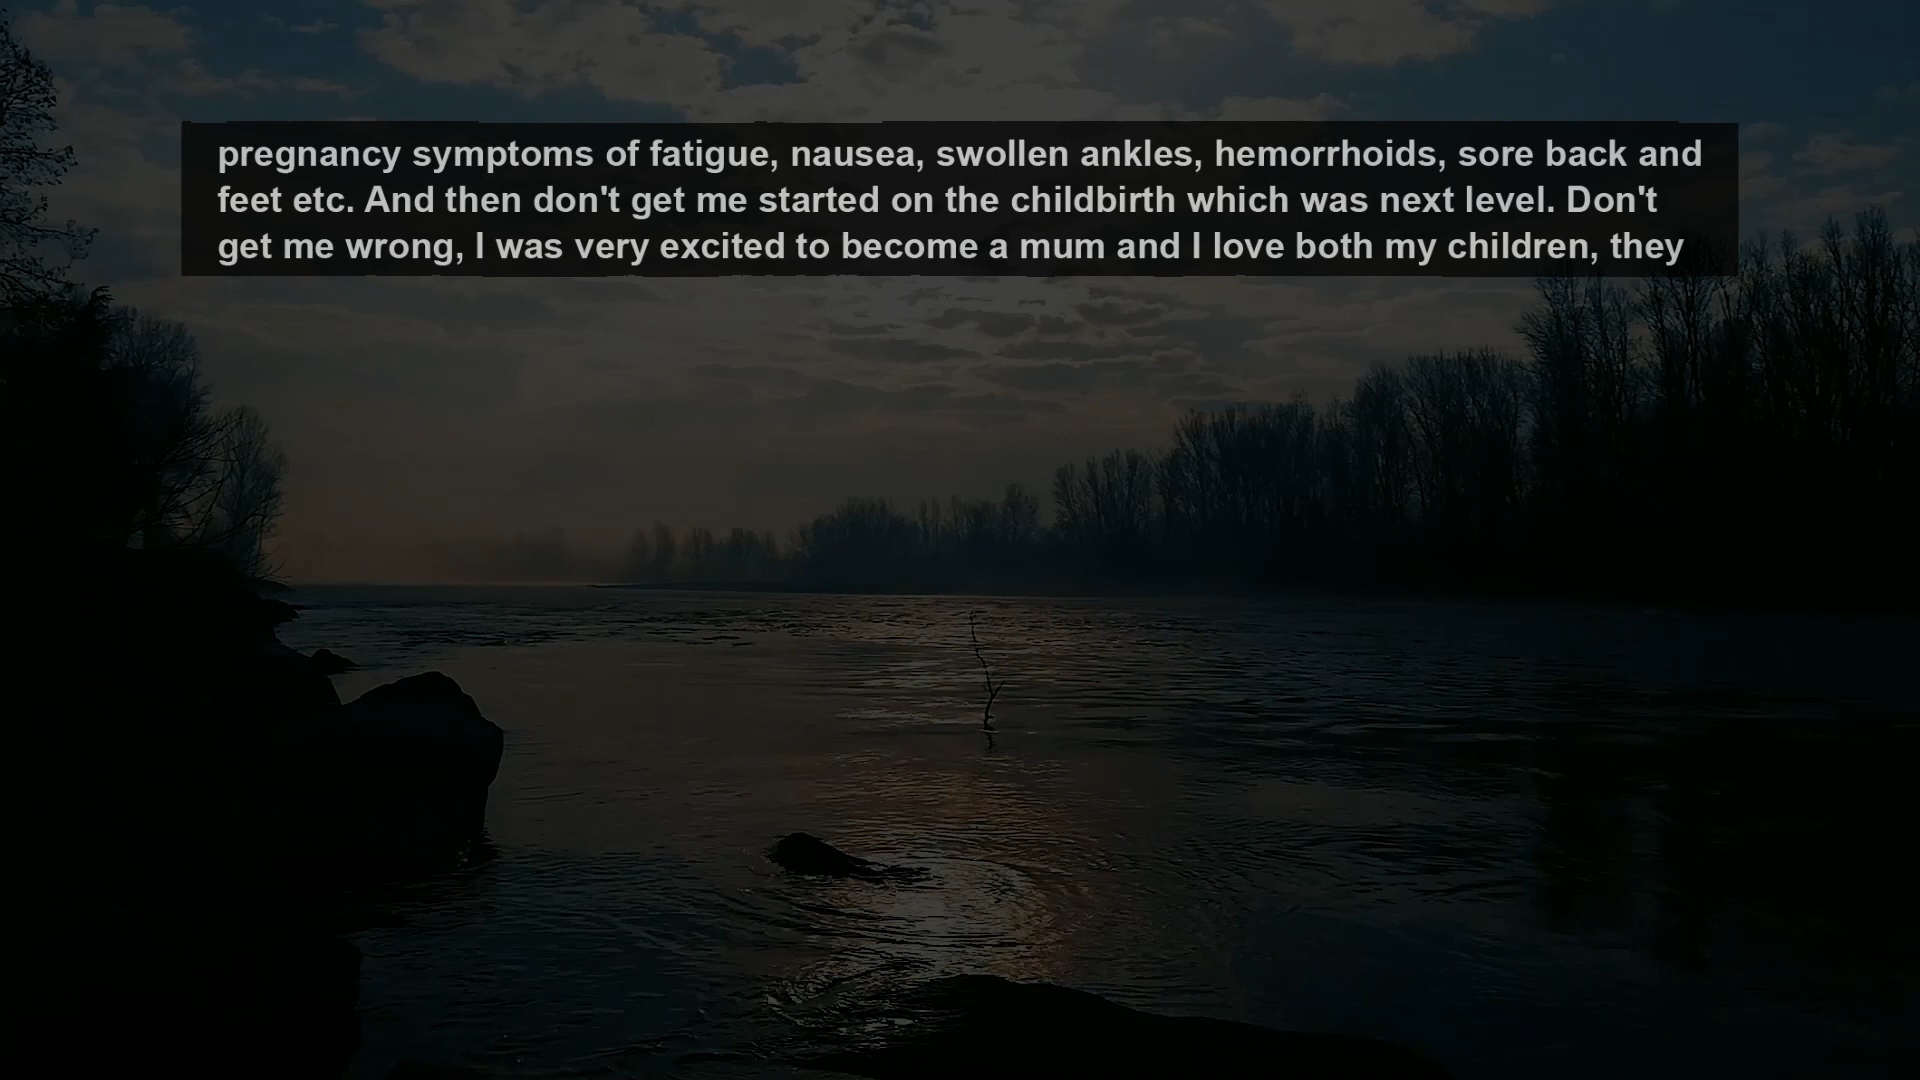 pregnancy symptoms of fatigue, nausea, swollen ankles, hemorrhoids, sore back and
feet etc. And then don't get me started on the childbirth which was next level. Don't
get me wrong, I was very excited to become a mum and I love both my children, they